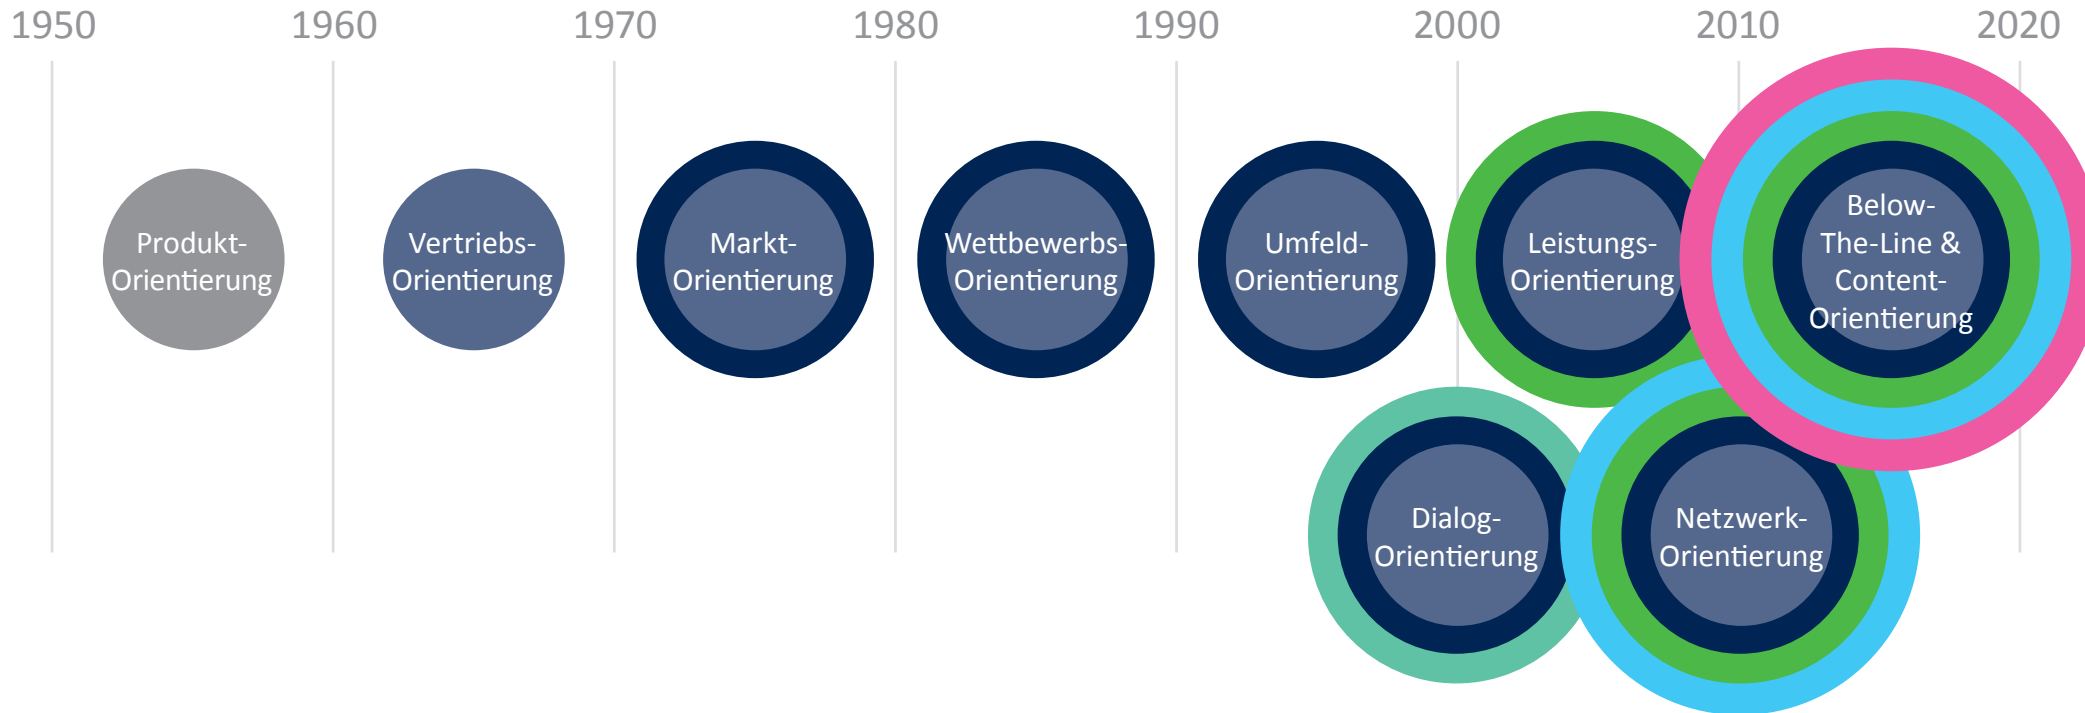 1950 1960 1970 1980 1990 2000 2010 2020
Produkt-
Orientierung
Vertriebs-
Orientierung
Markt-
Orientierung
Wettbewerbs-
Orientierung
Umfeld-
Orientierung
Leistungs-
Orientierung
Below-
The-Line &
Content-
Orientierung
Dialog-
Orientierung
Netzwerk-
Orientierung